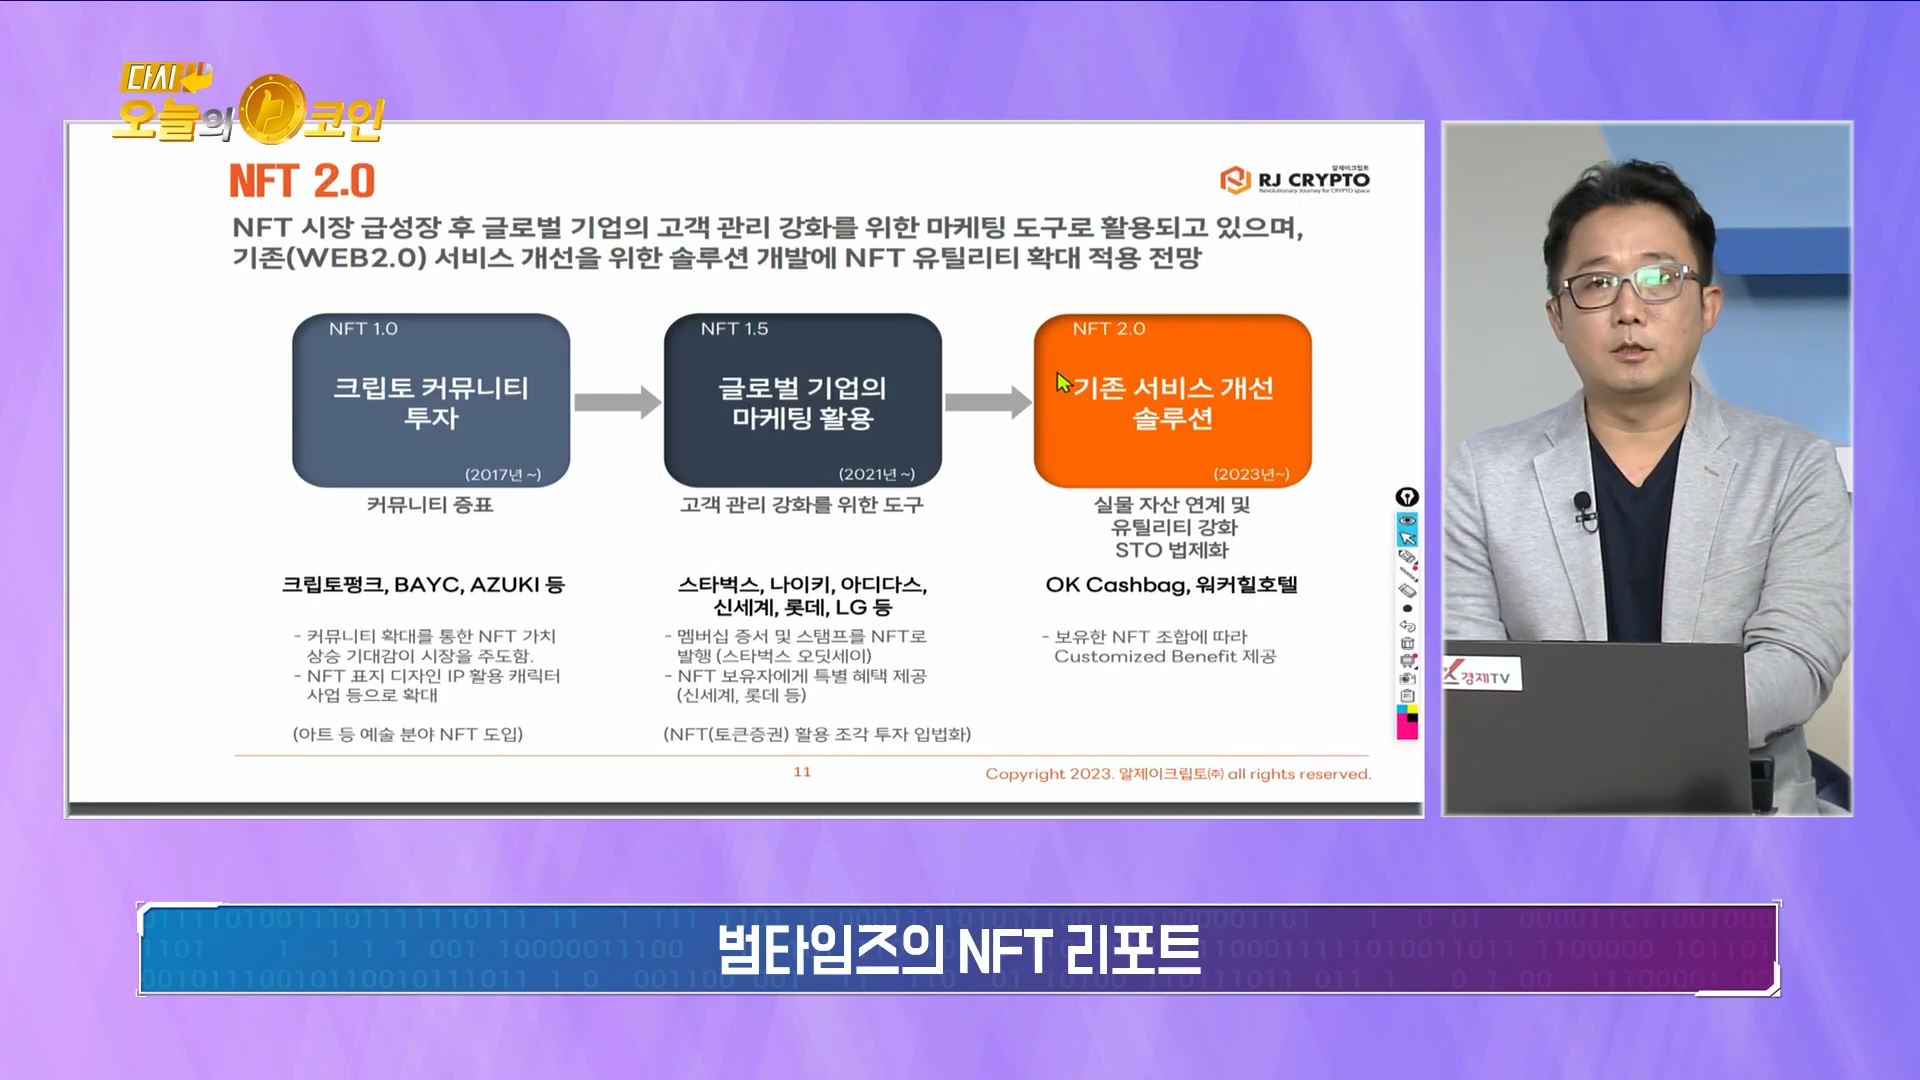 다시
오늘의 코인
NFT 2.0
알제이크립토
RJ CRYPTO
Revolutionary Journey for CRYPTO space
NFT 시장 급성장 후 글로벌 기업의 고객 관리 강화를 위한 마케팅 도구로 활용되고 있으며,
기존(WEB2.0) 서비스 개선을 위한 솔루션 개발에 NFT 유틸리티 확대 적용 전망
NFT 1.0
크립토 커뮤니티
투자
(2017년 ~)
커뮤니티 증표
크립토펑크, BAYC, AZUKI 등
- 커뮤니티 확대를 통한 NFT 가치
상승 기대감이 시장을 주도함.
- NFT 표지 디자인 IP 활용 캐릭터
사업 등으로 확대
(아트 등 예술 분야 NFT 도입)
NFT 1.5
글로벌 기업의
마케팅 활용
(2021년 ~)
고객 관리 강화를 위한 도구
스타벅스, 나이키, 아디다스,
신세계, 롯데, LG 등
- 멤버십 증서 및 스탬프를 NFT로
발행 (스타벅스 오딧세이)
- NFT 보유자에게 특별 혜택 제공
(신세계, 롯데 등)
(NFT(토큰증권) 활용 조각 투자 입법화)
NFT 2.0
기존 서비스 개선
솔루션
(2023년~)
실물 자산 연계 및
유틸리티 강화
STO 법제화
OK Cashbag, 워커힐호텔
- 보유한 NFT 조합에 따라
Customized Benefit 제공
11
Copyright 2023. 알제이크립토㈜ all rights reserved.
경제TV
범타임즈의 NFT 리포트